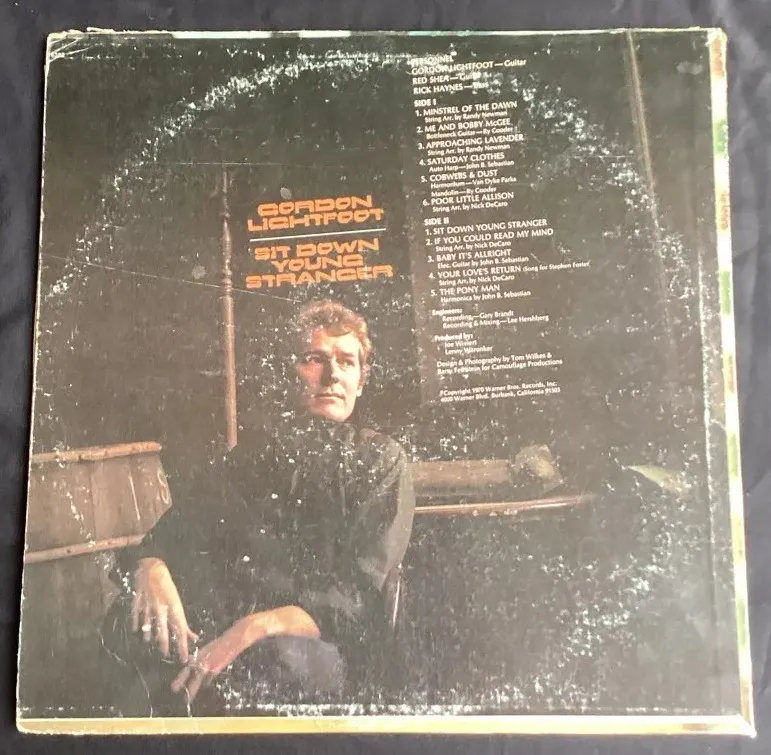 GORDON
LIGHTFOOT
SIT DOWN
YOUNG
STRANGER
PERSONNEL
GORDON LIGHTFOOT—Guitar
RED SHEA—Guitar
RICK HAYNES—Bass
SIDE I
1. MINSTREL OF THE DAWN
String Arr. by Randy Newman
2. ME AND BOBBY McGEE
Bottleneck Guitar—Ry Cooder
3. APPROACHING LAVENDER
String Arr. by Randy Newman
4. SATURDAY CLOTHES
Auto Harp—John B. Sebastian
5. COBWEBS & DUST
Harmonium—Van Dyke Parks
Mandolin—Ry Cooder
6. POOR LITTLE ALLISON
String Arr. by Nick DeCaro
SIDE II
1. SIT DOWN YOUNG STRANGER
2. IF YOU COULD READ MY MIND
String Arr. by Nick DeCaro
3. BABY IT'S ALLRIGHT
Elec. Guitar by John B. Sebastian
4. YOUR LOVE'S RETURN (Song for Stephen Foster)
String Arr. by Nick DeCaro
5. THE PONY MAN
Harmonica by John B. Sebastian
Engineers:
Recording—Gary Brandt
Recording & Mixing—Lee Hershberg
Produced by:
Joe Wissert
Lenny Waronker
Design & Photography by Tom Wilkes &
Barry Feinstein for Camouflage Productions
Copyright 1970 Warner Bros. Records, Inc.
4000 Warner Blvd. Burbank, California 91503